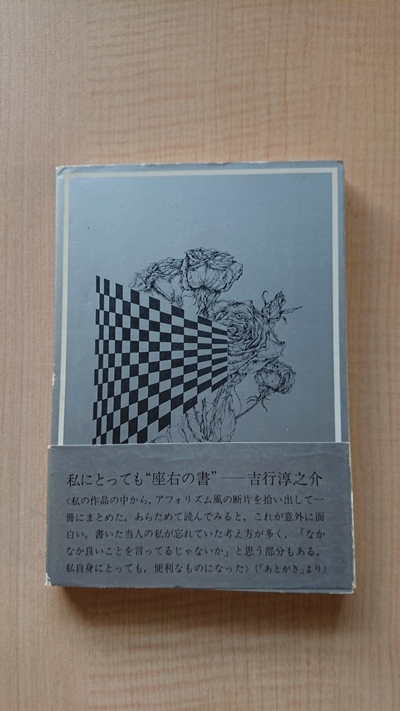 私にとっても“座右の書”──吉行淳之介
〈私の作品の中から，アフォリズム風の断片を拾い出して一
冊にまとめた。あらためて読んでみると，これが意外に面
白い。書いた当人の私が忘れていた考え方が多く，「なか
なか良いことを言ってるじゃないか」と思う部分もある。
私自身にとっても，便利なものになった〉(「あとがき」より)